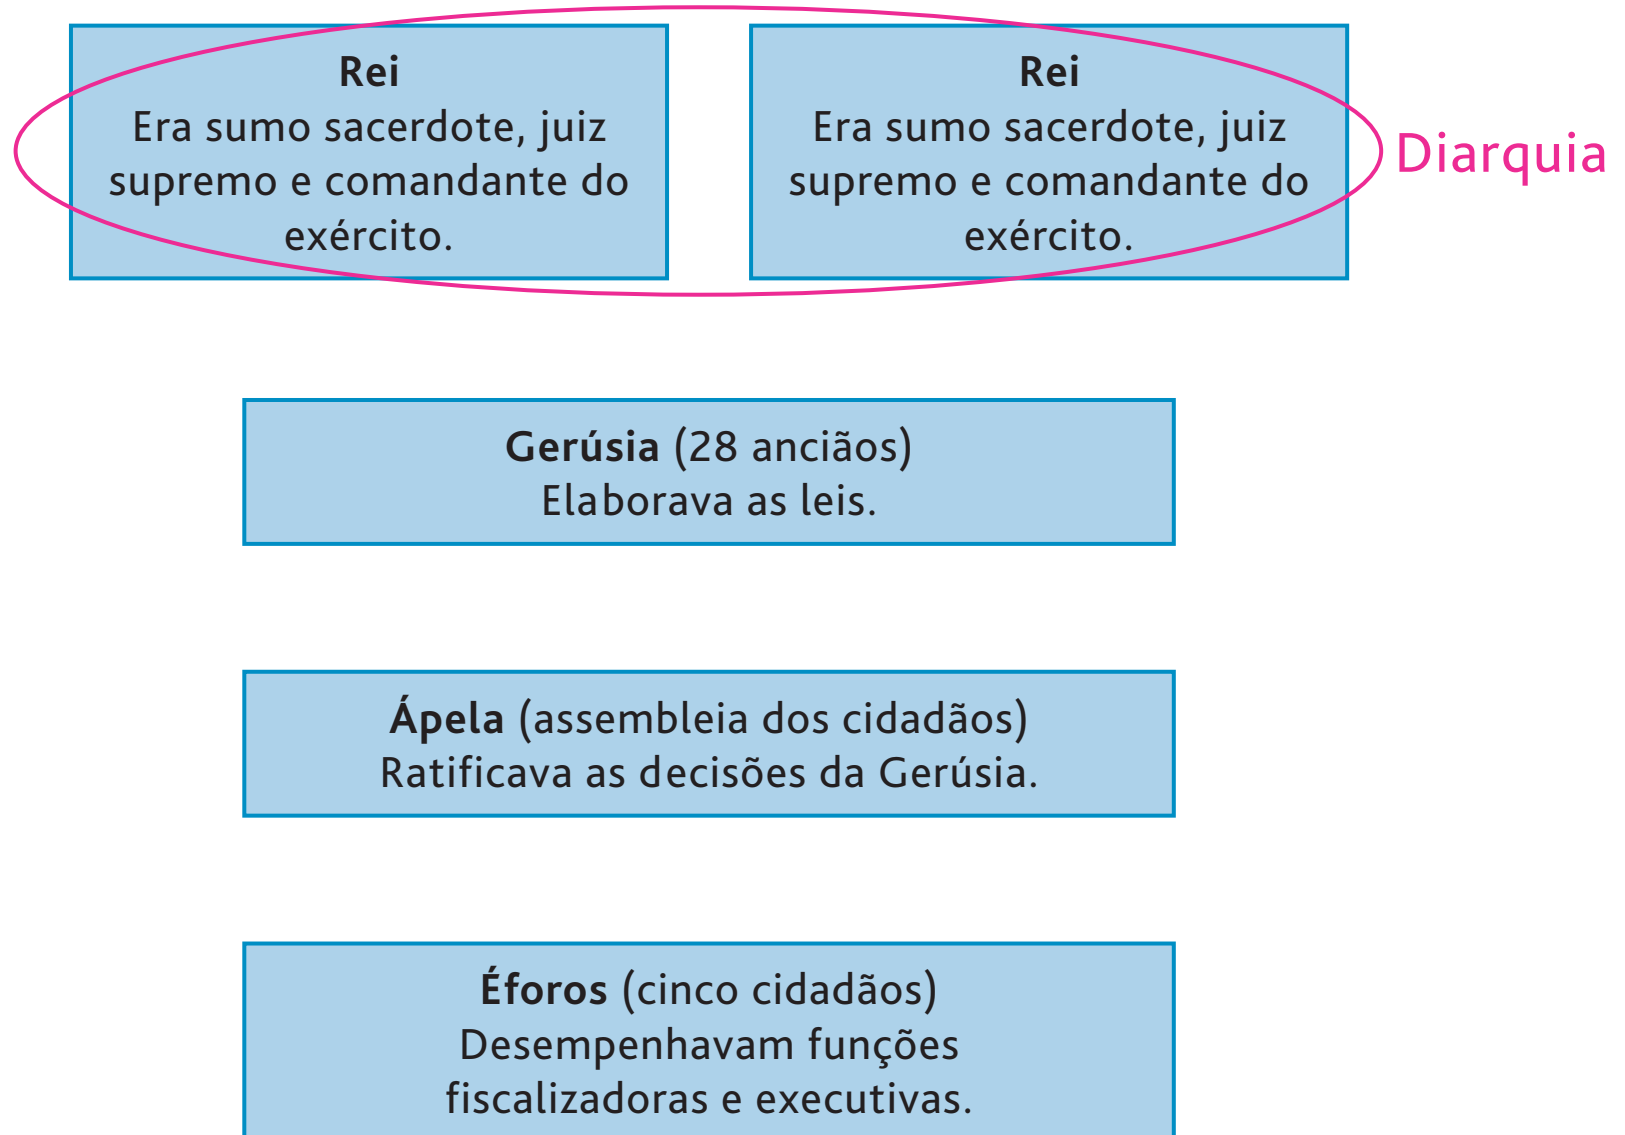 Rei
Era sumo sacerdote, juiz
supremo e comandante do
exército.
Rei
Era sumo sacerdote, juiz
supremo e comandante do
exército.
Diarquia
Gerúsia (28 anciãos)
Elaborava as leis.
Ápela (assembleia dos cidadãos)
Ratificava as decisões da Gerúsia.
Éforos (cinco cidadãos)
Desempenhavam funções
fiscalizadoras e executivas.